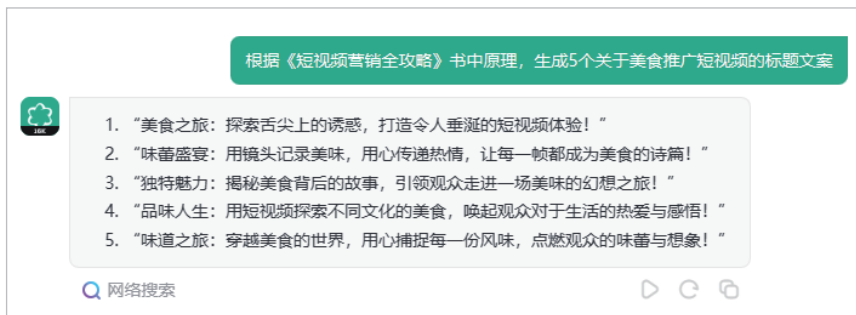 根据《短视频营销全攻略》书中原理，生成5个关于美食推广短视频的标题文案
16K
1. “美食之旅：探索舌尖上的诱惑，打造令人垂涎的短视频体验！”
2. “味蕾盛宴：用镜头记录美味，用心传递热情，让每一帧都成为美食的诗篇！”
3. “独特魅力：揭秘美食背后的故事，引领观众走进一场美味的幻想之旅！”
4. “品味人生：用短视频探索不同文化的美食，唤起观众对于生活的热爱与感悟！”
5. “味道之旅：穿越美食的世界，用心捕捉每一份风味，点燃观众的味蕾与想象！”
网络搜索